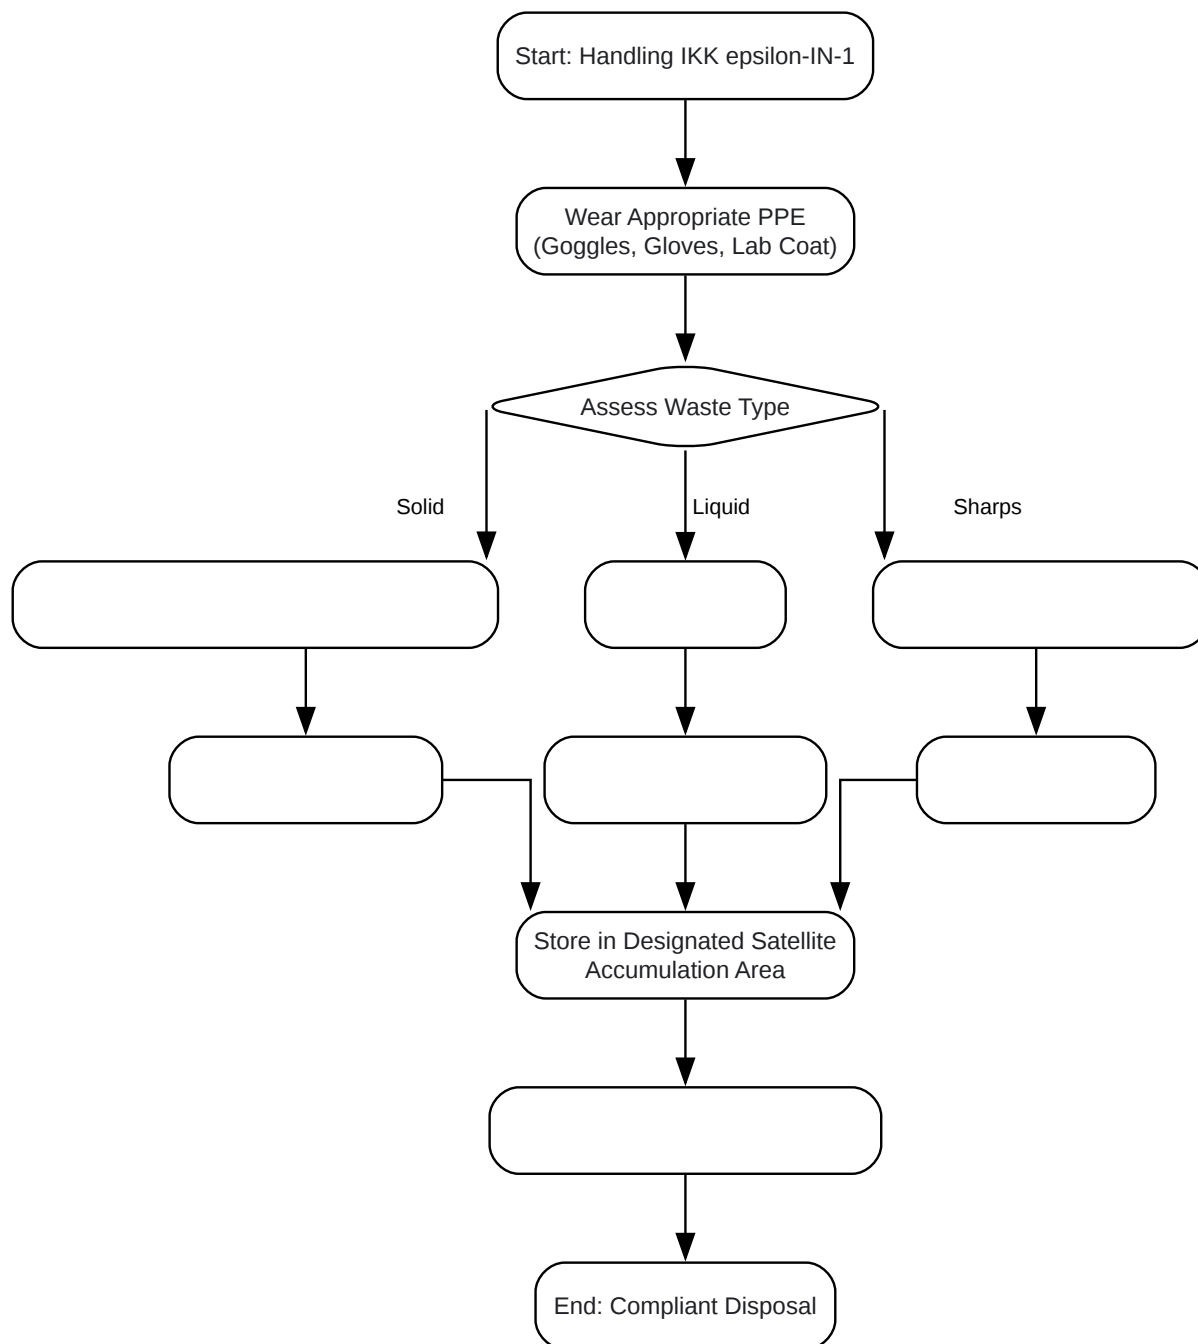 Start: Handling IKK epsilon-IN-1
Wear Appropriate PPE
(Goggles, Gloves, Lab Coat)
Assess Waste Type
Solid
Liquid
Sharps
Store in Designated Satellite
Accumulation Area
End: Compliant Disposal